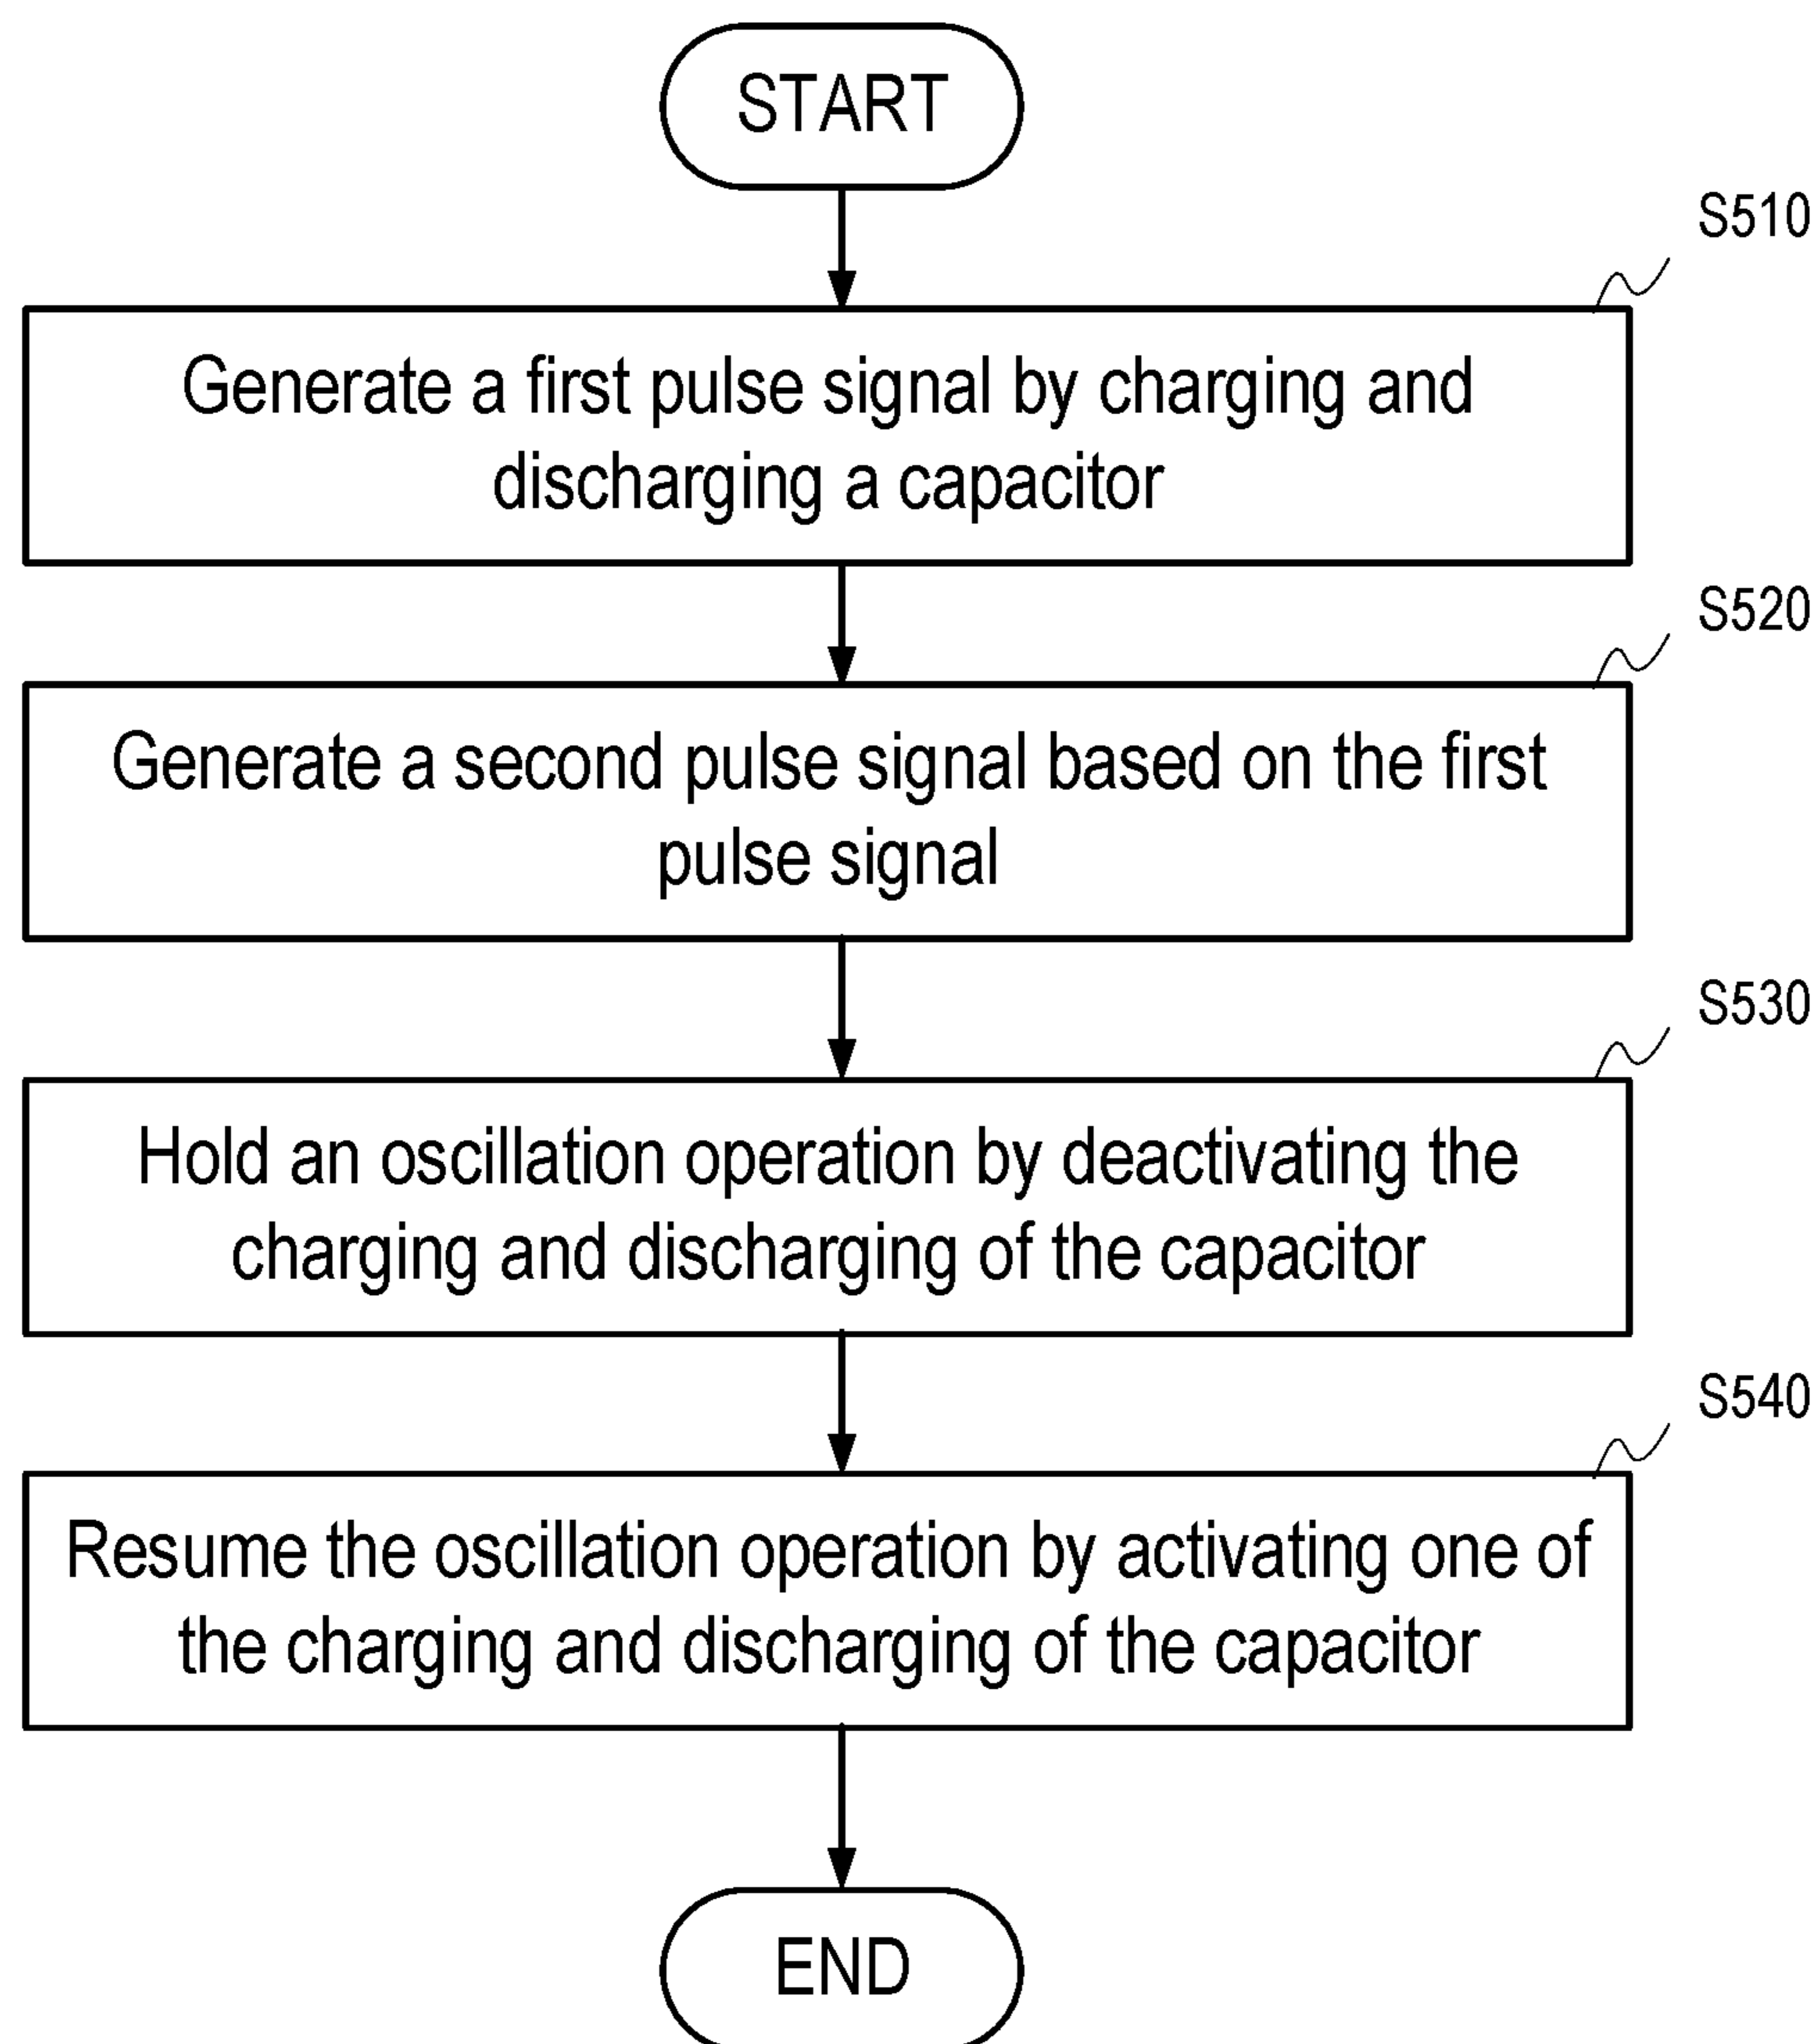 START
S510
Generate a first pulse signal by charging and
discharging a capacitor
S520
Generate a second pulse signal based on the first
pulse signal
S530
Hold an oscillation operation by deactivating the
charging and discharging of the capacitor
S540
Resume the oscillation operation by activating one of
the charging and discharging of the capacitor
END